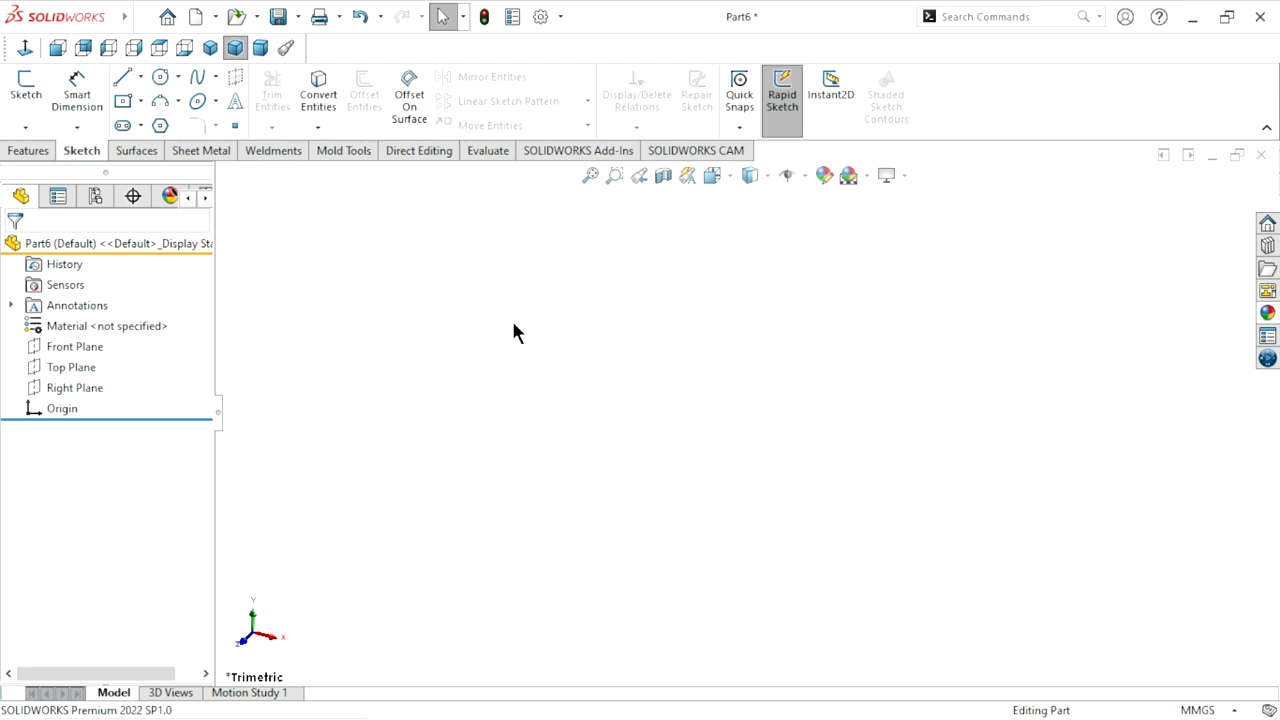 SOLIDWORKS
Part6 *
Search Commands
Sketch
Smart Dimension
Trim Entities
Convert Entities
Offset Entities
Offset On Surface
Mirror Entities
Linear Sketch Pattern
Move Entities
Display/Delete Relations
Repair Sketch
Quick Snaps
Rapid Sketch
Instant2D
Shaded Sketch Contours
Features
Sketch
Surfaces
Sheet Metal
Weldments
Mold Tools
Direct Editing
Evaluate
SOLIDWORKS Add-Ins
SOLIDWORKS CAM
Part6 (Default) <<Default>_Display Sta
History
Sensors
Annotations
Material <not specified>
Front Plane
Top Plane
Right Plane
Origin
Y
X
Z
*Trimetric
Model
3D Views
Motion Study 1
SOLIDWORKS Premium 2022 SP1.0
Editing Part
MMGS